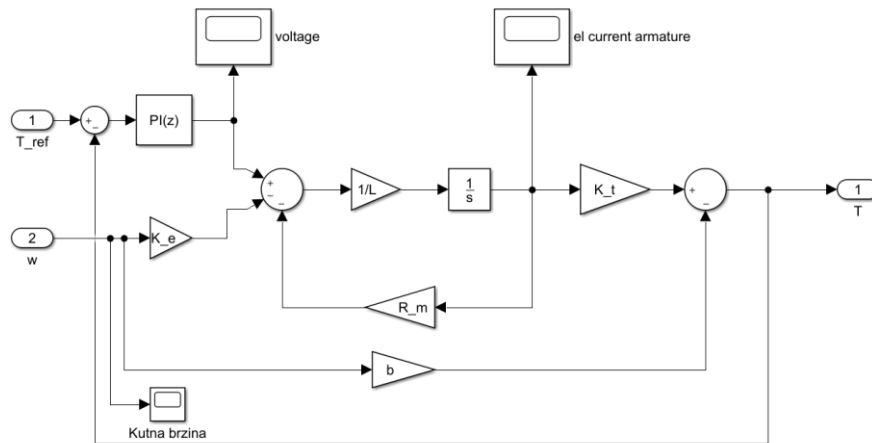 voltage
el current armature
1
T_ref
+
−
PI(z)
+
−
−
1/L
1
s
K_t
+
−
1
T
2
w
K_e
R_m
b
Kutna brzina